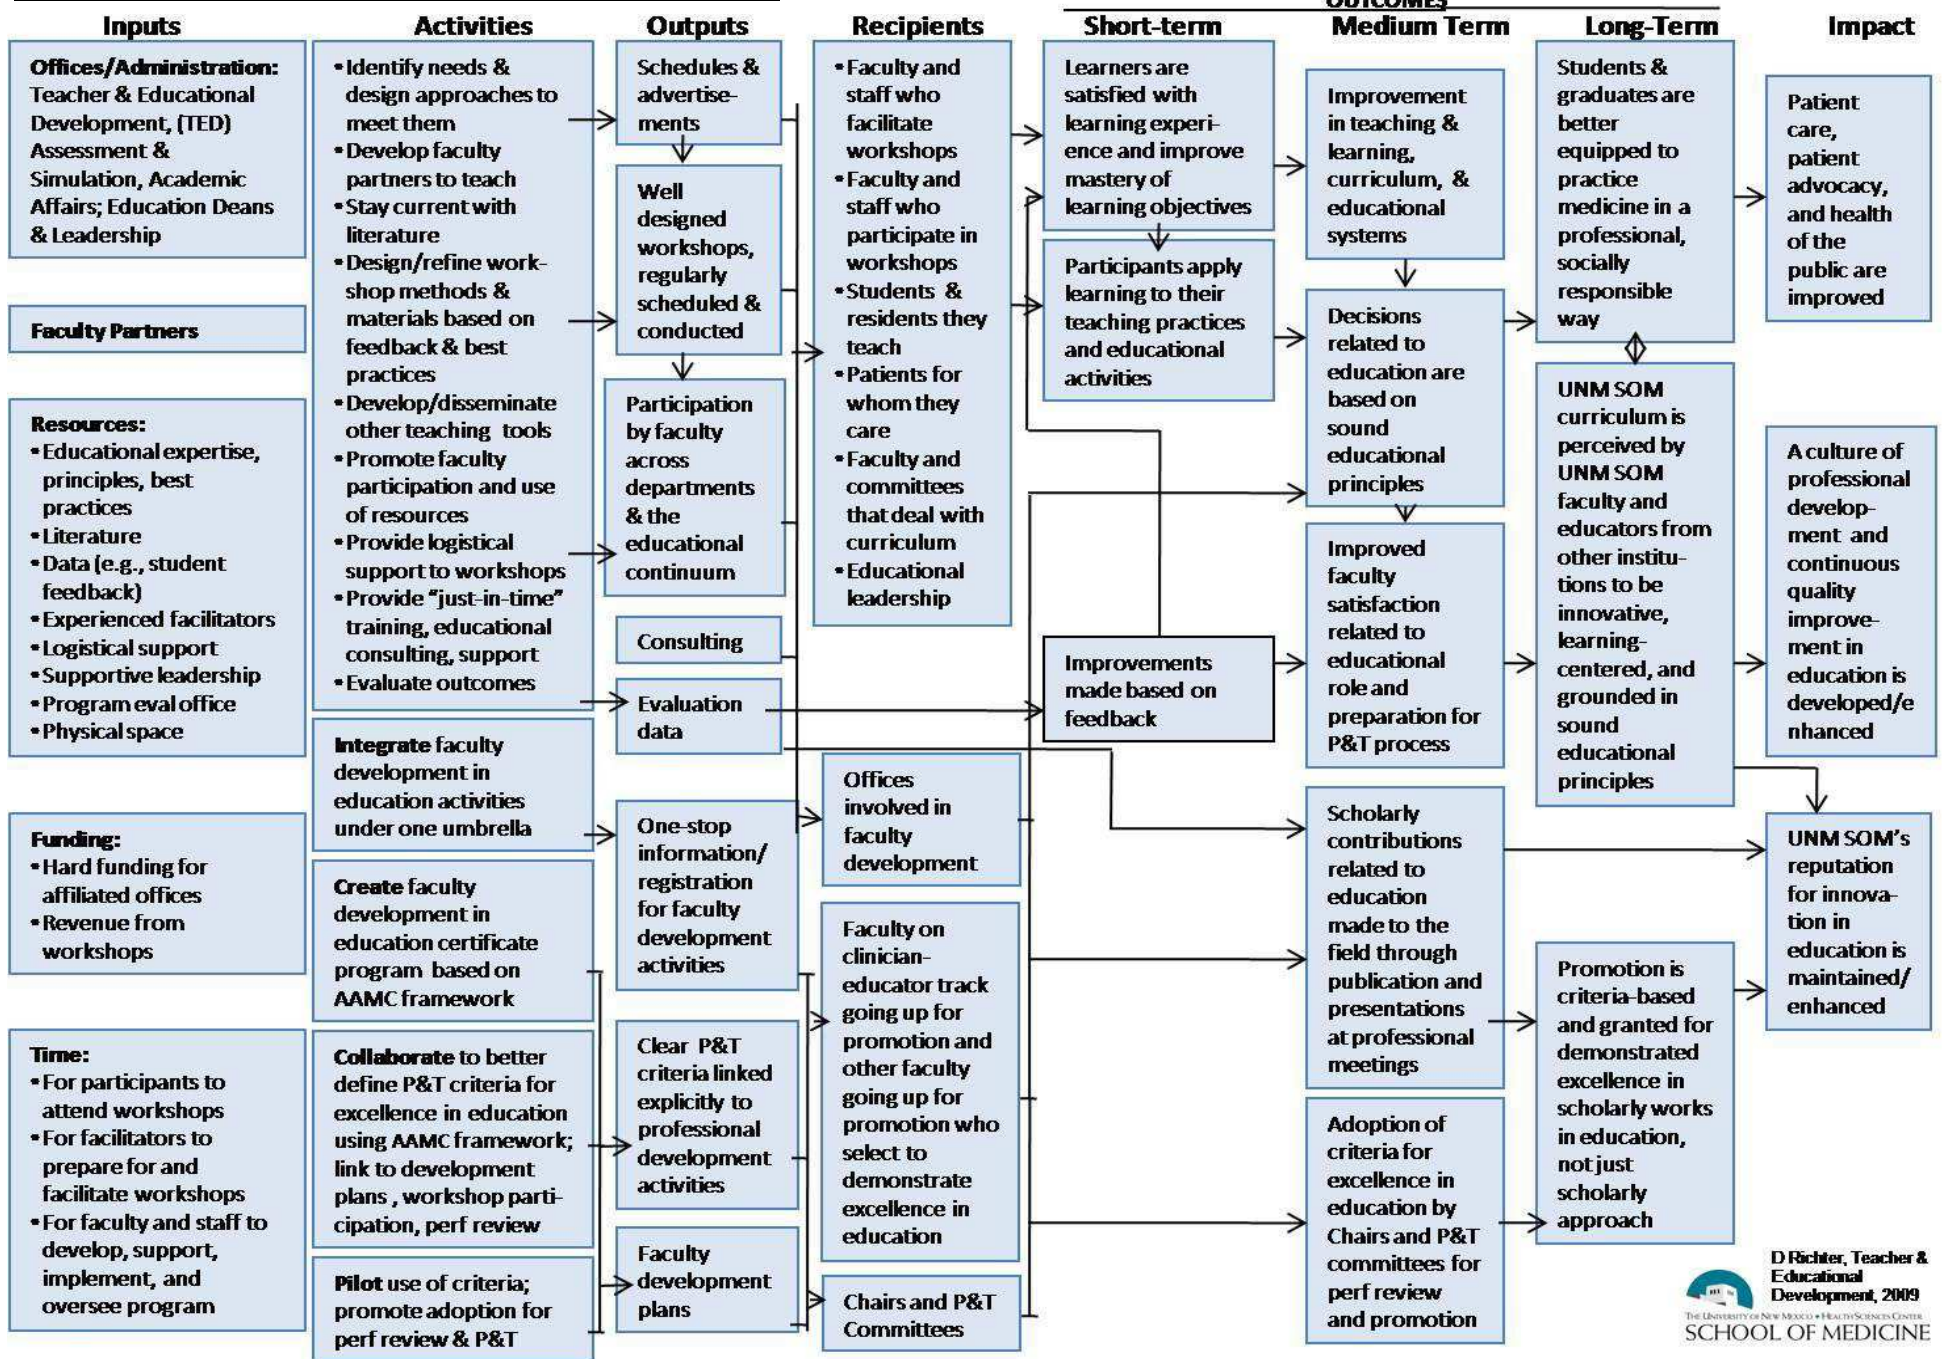 OUTCOMES
Inputs
Activities
Outputs
Recipients
Short-term
Medium Term
Long-Term
Impact
Offices/Administration:
Teacher & Educational
Development, (TED)
Assessment &
Simulation, Academic
Affairs; Education Deans
& Leadership
Faculty Partners
Resources:
▪Educational expertise,
principles, best
practices
▪Literature
▪Data (e.g., student
feedback)
▪Experienced facilitators
▪Logistical support
▪Supportive leadership
▪Program eval office
▪Physical space
Funding:
▪Hard funding for
affiliated offices
▪Revenue from
workshops
Time:
▪For participants to
attend workshops
▪For facilitators to
prepare for and
facilitate workshops
▪For faculty and staff to
develop, support,
implement, and
oversee program
▪Identify needs &
design approaches to
meet them
▪Develop faculty
partners to teach
▪Stay current with
literature
▪Design/refine work-
shop methods &
materials based on
feedback & best
practices
▪Develop/disseminate
other teaching tools
▪Promote faculty
participation and use
of resources
▪Provide logistical
support to workshops
▪Provide "just-in-time"
training, educational
consulting, support
▪Evaluate outcomes
Integrate faculty
development in
education activities
under one umbrella
Create faculty
development in
education certificate
program based on
AAMC framework
Collaborate to better
define P&T criteria for
excellence in education
using AAMC framework;
link to development
plans , workshop parti-
cipation, perf review
Pilot use of criteria;
promote adoption for
perf review & P&T
Schedules &
advertise-
ments
Well
designed
workshops,
regularly
scheduled &
conducted
Participation
by faculty
across
departments
& the
educational
continuum
Consulting
Evaluation
data
One-stop
information/
registration
for faculty
development
activities
Clear P&T
criteria linked
explicitly to
professional
development
activities
Faculty
development
plans
▪Faculty and
staff who
facilitate
workshops
▪Faculty and
staff who
participate in
workshops
▪Students &
residents they
teach
▪Patients for
whom they
care
▪Faculty and
committees
that deal with
curriculum
▪Educational
leadership
Offices
involved in
faculty
development
Faculty on
clinician-
educator track
going up for
promotion and
other faculty
going up for
promotion who
select to
demonstrate
excellence in
education
Chairs and P&T
Committees
Learners are
satisfied with
learning experi-
ence and improve
mastery of
learning objectives
Participants apply
learning to their
teaching practices
and educational
activities
Improvements
made based on
feedback
Improvement
in teaching &
learning,
curriculum, &
educational
systems
Decisions
related to
education are
based on
sound
educational
principles
Improved
faculty
satisfaction
related to
educational
role and
preparation for
P&T process
Scholarly
contributions
related to
education
made to the
field through
publication and
presentations
at professional
meetings
Adoption of
criteria for
excellence in
education by
Chairs and P&T
committees for
perf review
and promotion
Students &
graduates are
better
equipped to
practice
medicine in a
professional,
socially
responsible
way
UNM SOM
curriculum is
perceived by
UNM SOM
faculty and
educators from
other institu-
tions to be
innovative,
learning-
centered, and
grounded in
sound
educational
principles
Promotion is
criteria-based
and granted for
demonstrated
excellence in
scholarly works
in education,
not just
scholarly
approach
Patient
care,
patient
advocacy,
and health
of the
public are
improved
A culture of
professional
develop-
ment and
continuous
quality
improve-
ment in
education is
developed/e
nhanced
UNM SOM's
reputation
for innova-
tion in
education is
maintained/
enhanced
D Richter, Teacher &
Educational
Development, 2009
THE UNIVERSITY OF NEW MEXICO • HEALTH SCIENCES CENTER
SCHOOL OF MEDICINE